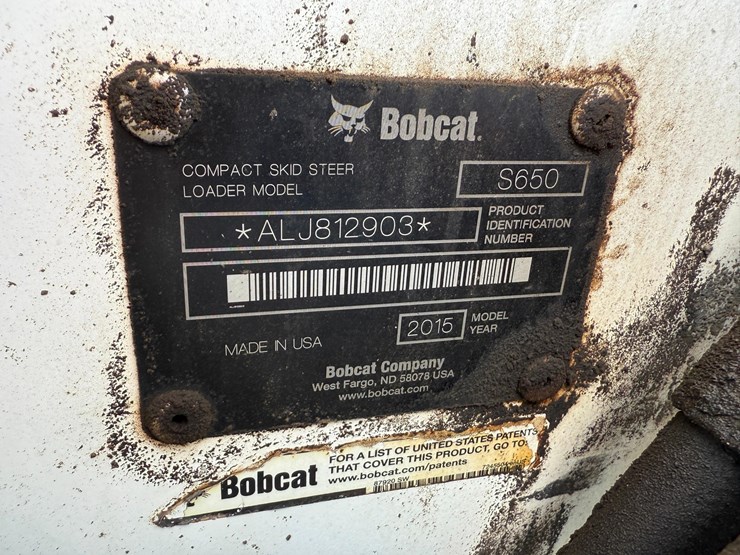 Bobcat.
COMPACT SKID STEER
LOADER MODEL
S650
*ALJ812903*
PRODUCT
IDENTIFICATION
NUMBER
MADE IN USA
2015
MODEL
YEAR
Bobcat Company
West Fargo, ND 58078 USA
www.bobcat.com
Bobcat
FOR A LIST OF UNITED STATES PATENTS
THAT COVER THIS PRODUCT, GO TO:
www.bobcat.com/patents